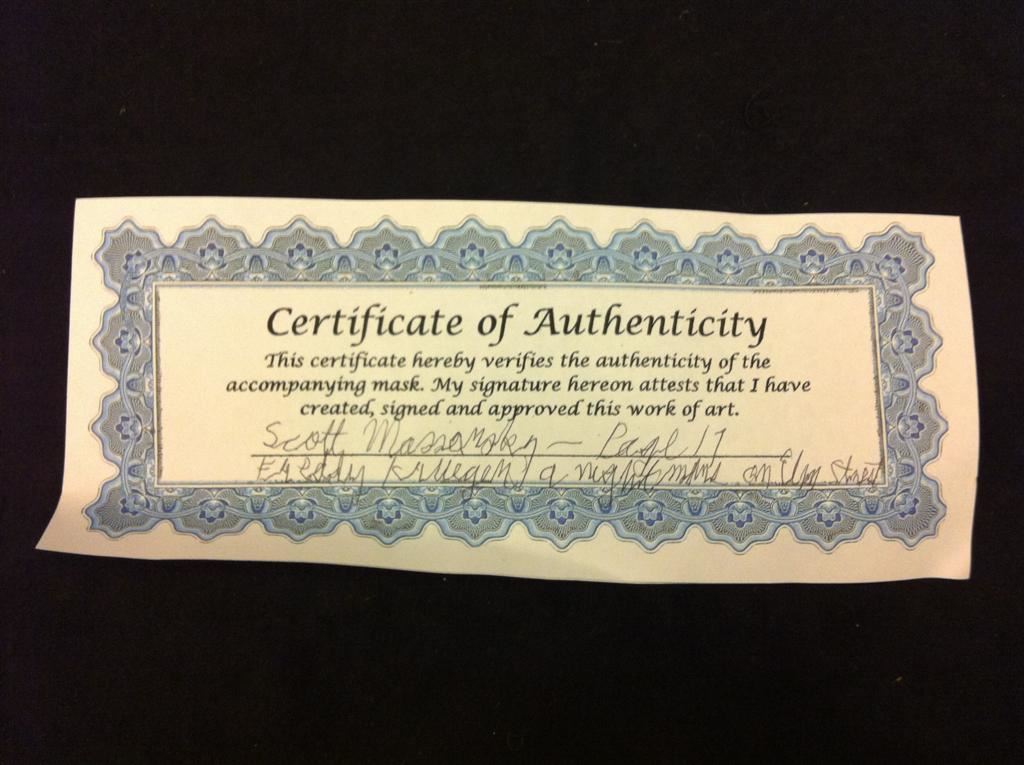 Certificate of Authenticity
This certificate hereby verifies the authenticity of the
accompanying mask. My signature hereon attests that I have
created, signed and approved this work of art.
Scott 17
Freddy Krueger, a nightmare on Elm Street